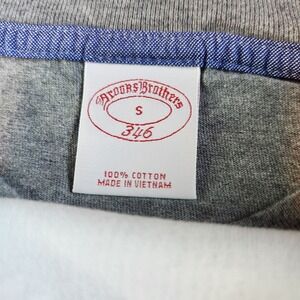 Brooks Brothers
S
346
100% COTTON
MADE IN VIETNAM